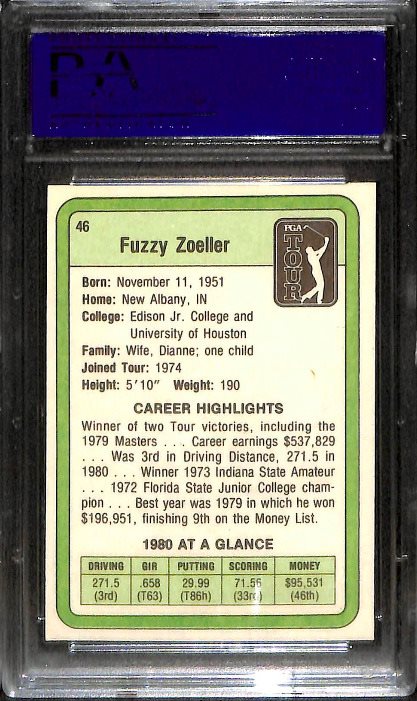 46
Fuzzy Zoeller
PGA
TOUR
Born: November 11, 1951
Home: New Albany, IN
College: Edison Jr. College and
University of Houston
Family: Wife, Dianne; one child
Joined Tour: 1974
Height: 5'10" Weight: 190
CAREER HIGHLIGHTS
Winner of two Tour victories, including the
1979 Masters . . . Career earnings $537,829
. . . Was 3rd in Driving Distance, 271.5 in
1980 . . . Winner 1973 Indiana State Amateur
. . . 1972 Florida State Junior College cham-
pion . . . Best year was 1979 in which he won
$196,951, finishing 9th on the Money List.
1980 AT A GLANCE
DRIVING GIR PUTTING SCORING MONEY
271.5 .658 29.99 71.56 $95,531
(3rd) (T63) (T86h) (33rd) (46th)